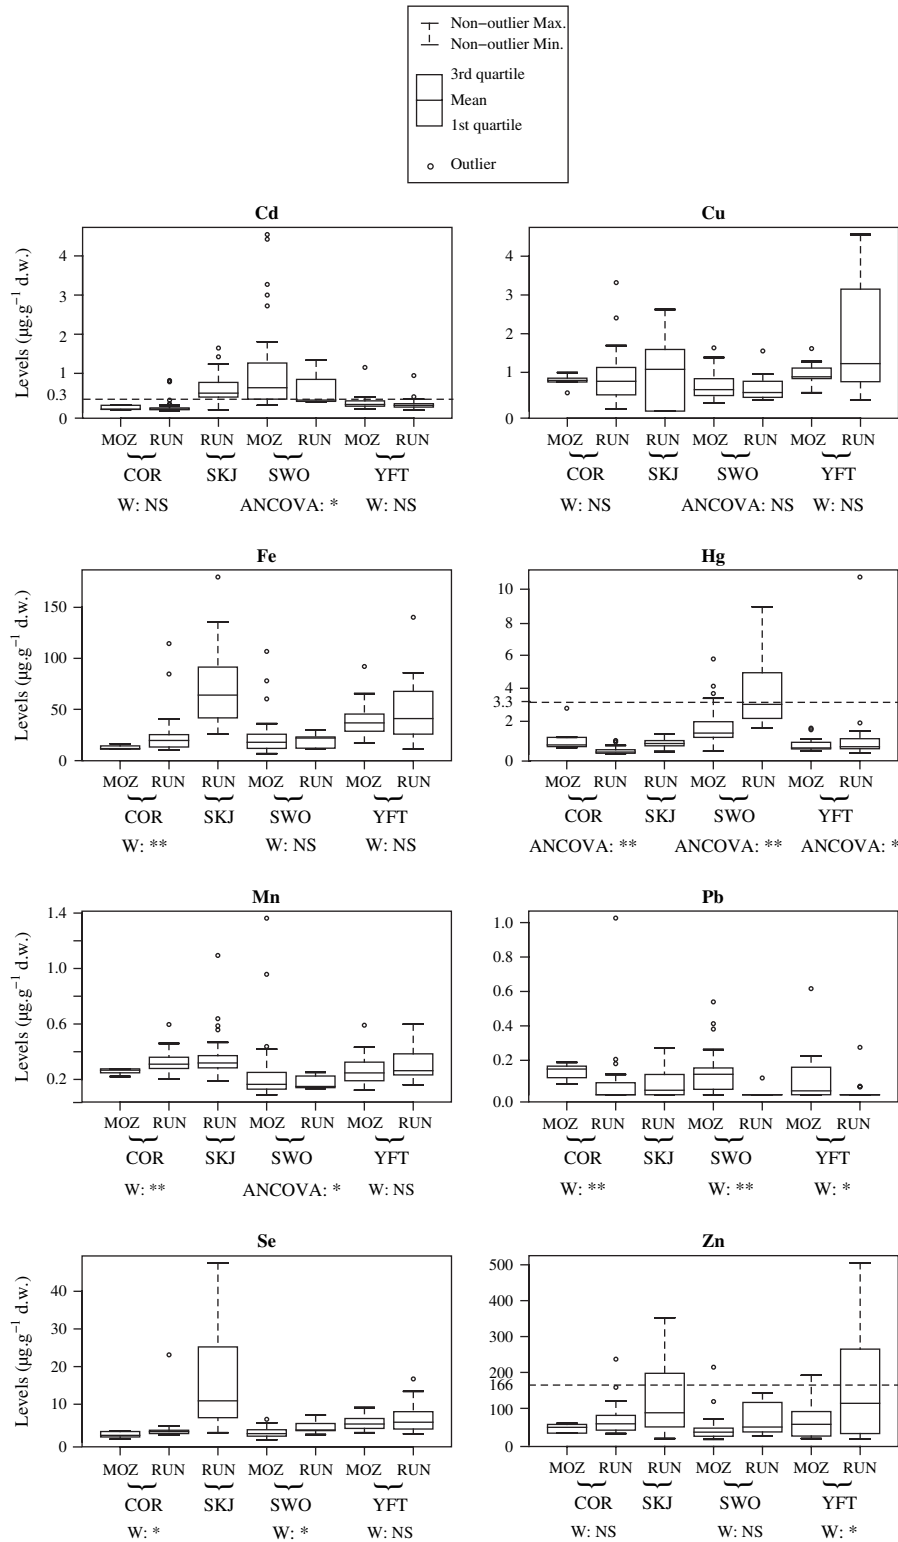 Non−outlier Max.
Non−outlier Min.
3rd quartile
Mean
1st quartile
Outlier
Cd
Levels (μg.g−1 d.w.)
4
3
2
1
0.3
0
MOZ RUN RUN MOZ RUN MOZ RUN
COR SKJ SWO YFT
W: NS ANCOVA: * W: NS
Cu
4
3
2
1
0
MOZ RUN RUN MOZ RUN MOZ RUN
COR SKJ SWO YFT
W: NS ANCOVA: NS W: NS
Fe
Levels (μg.g−1 d.w.)
150
100
50
0
MOZ RUN RUN MOZ RUN MOZ RUN
COR SKJ SWO YFT
W: ** W: NS W: NS
Hg
10
8
6
4
3.3
2
0
MOZ RUN RUN MOZ RUN MOZ RUN
COR SKJ SWO YFT
ANCOVA: ** ANCOVA: ** ANCOVA: *
Mn
Levels (μg.g−1 d.w.)
1.4
1.0
0.6
0.2
MOZ RUN RUN MOZ RUN MOZ RUN
COR SKJ SWO YFT
W: ** ANCOVA: * W: NS
Pb
1.0
0.8
0.6
0.4
0.2
0.0
MOZ RUN RUN MOZ RUN MOZ RUN
COR SKJ SWO YFT
W: ** W: ** W: *
Se
Levels (μg.g−1 d.w.)
40
30
20
10
0
MOZ RUN RUN MOZ RUN MOZ RUN
COR SKJ SWO YFT
W: * W: * W: NS
Zn
500
400
300
200
166
100
0
MOZ RUN RUN MOZ RUN MOZ RUN
COR SKJ SWO YFT
W: NS W: NS W: *